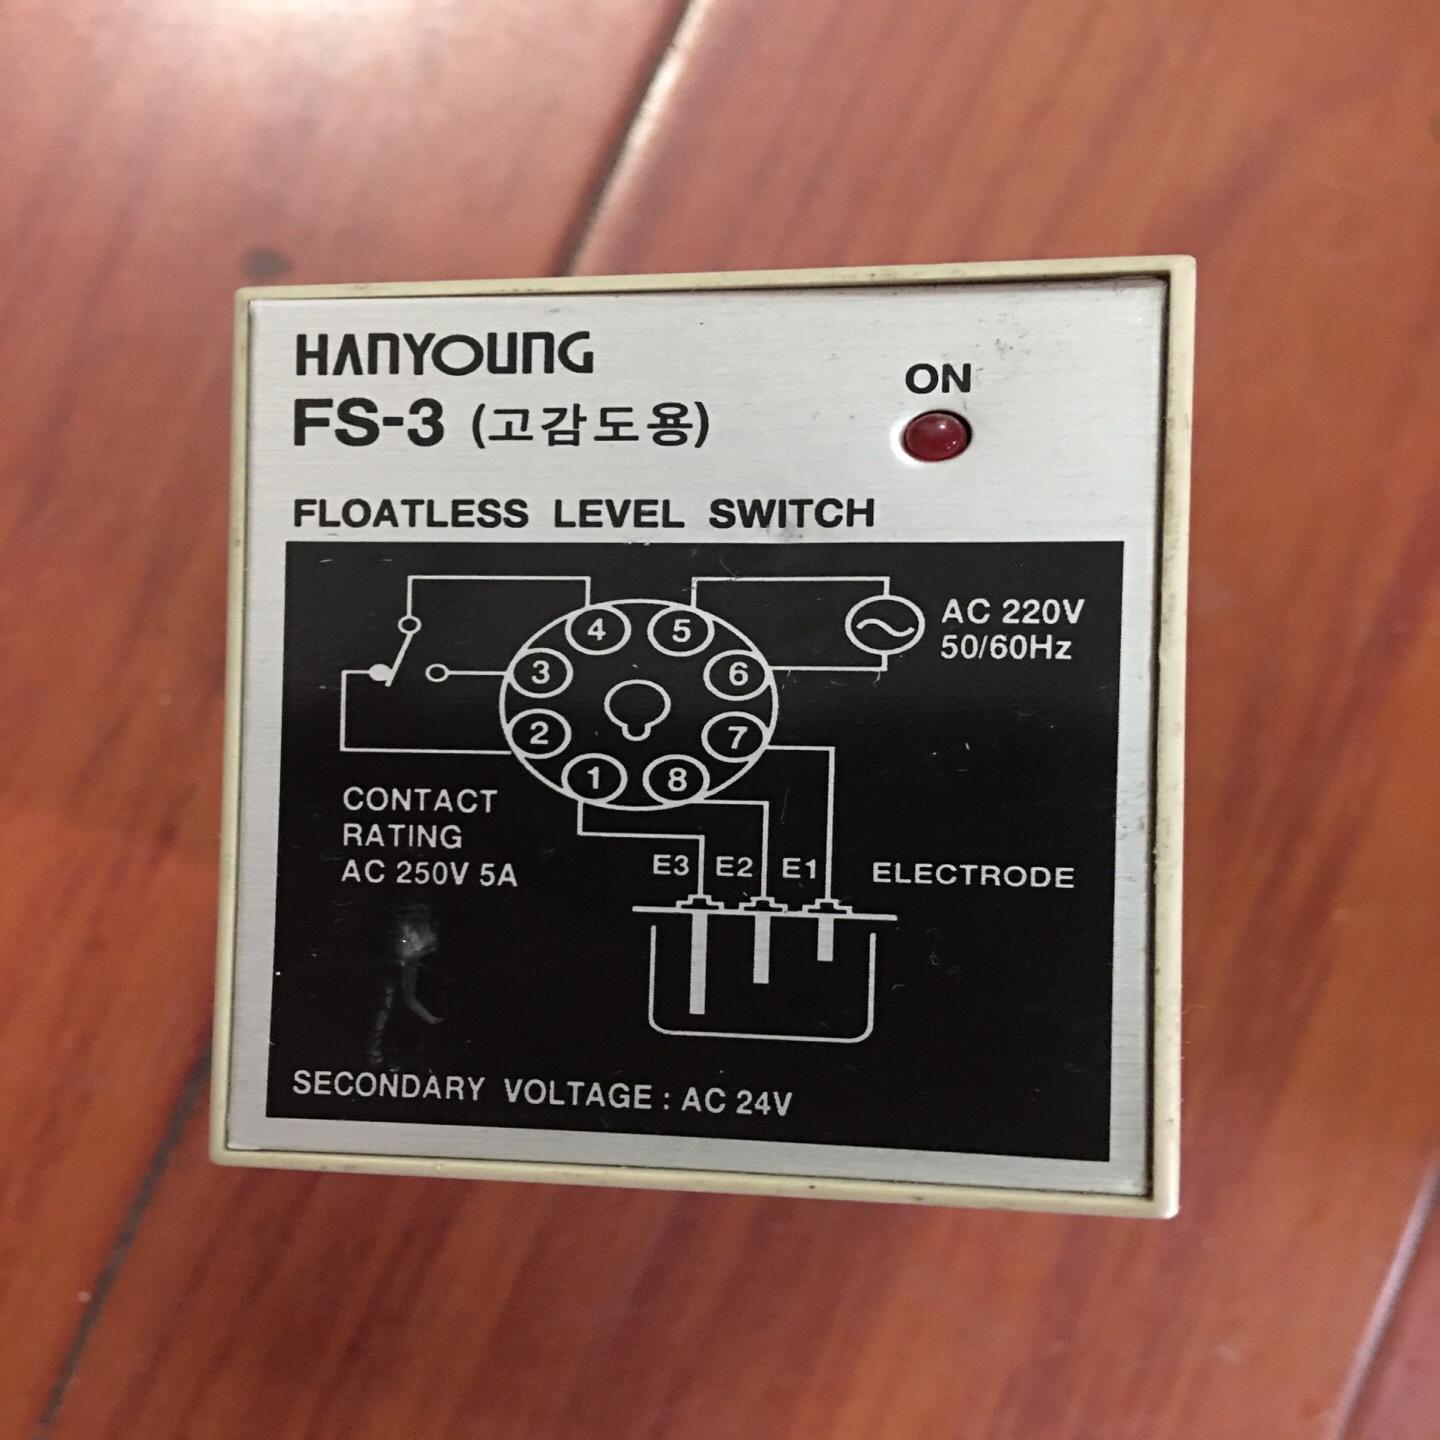 HANYOUNG
FS-3 (고감도용)
ON
FLOATLESS LEVEL SWITCH
4 5
3 6
2 7
1 8
AC 220V
50/60Hz
CONTACT
RATING
AC 250V 5A
E3 E2 E1 ELECTRODE
SECONDARY VOLTAGE : AC 24V